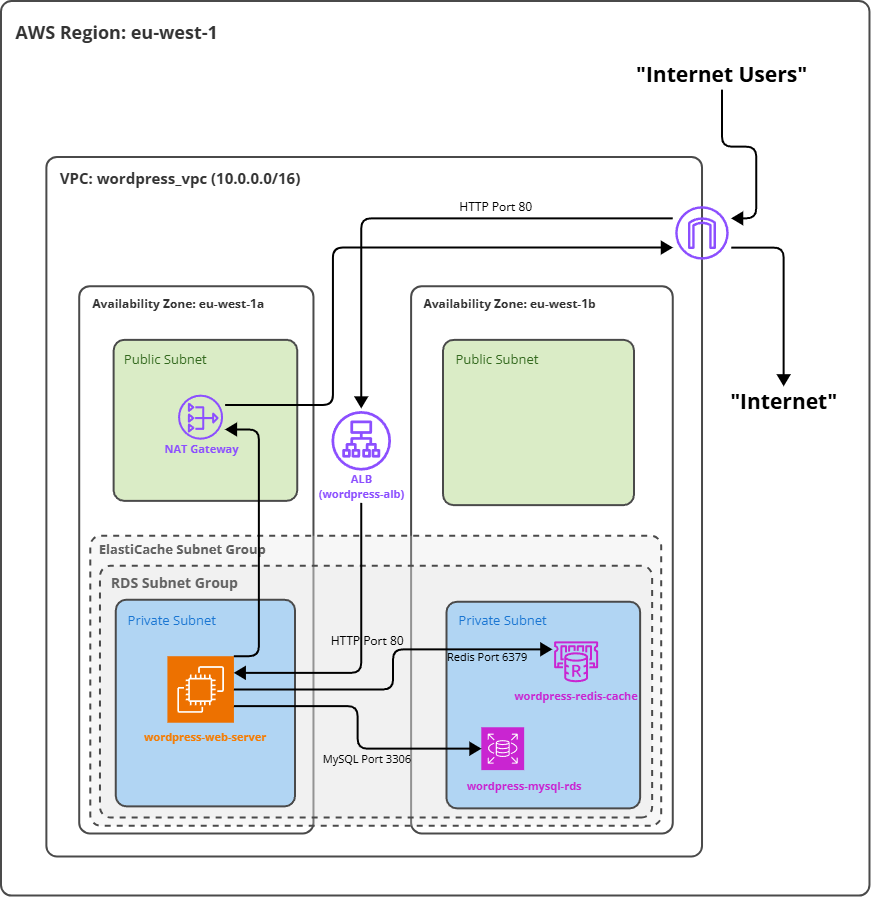 AWS Region: eu-west-1
"Internet Users"
VPC: wordpress_vpc (10.0.0.0/16)
HTTP Port 80
Availability Zone: eu-west-1a
Availability Zone: eu-west-1b
Public Subnet
Public Subnet
"Internet"
NAT Gateway
ALB
(wordpress-alb)
ElastiCache Subnet Group
RDS Subnet Group
Private Subnet
Private Subnet
HTTP Port 80
Redis Port 6379
R
wordpress-redis-cache
wordpress-web-server
MySQL Port 3306
wordpress-mysql-rds